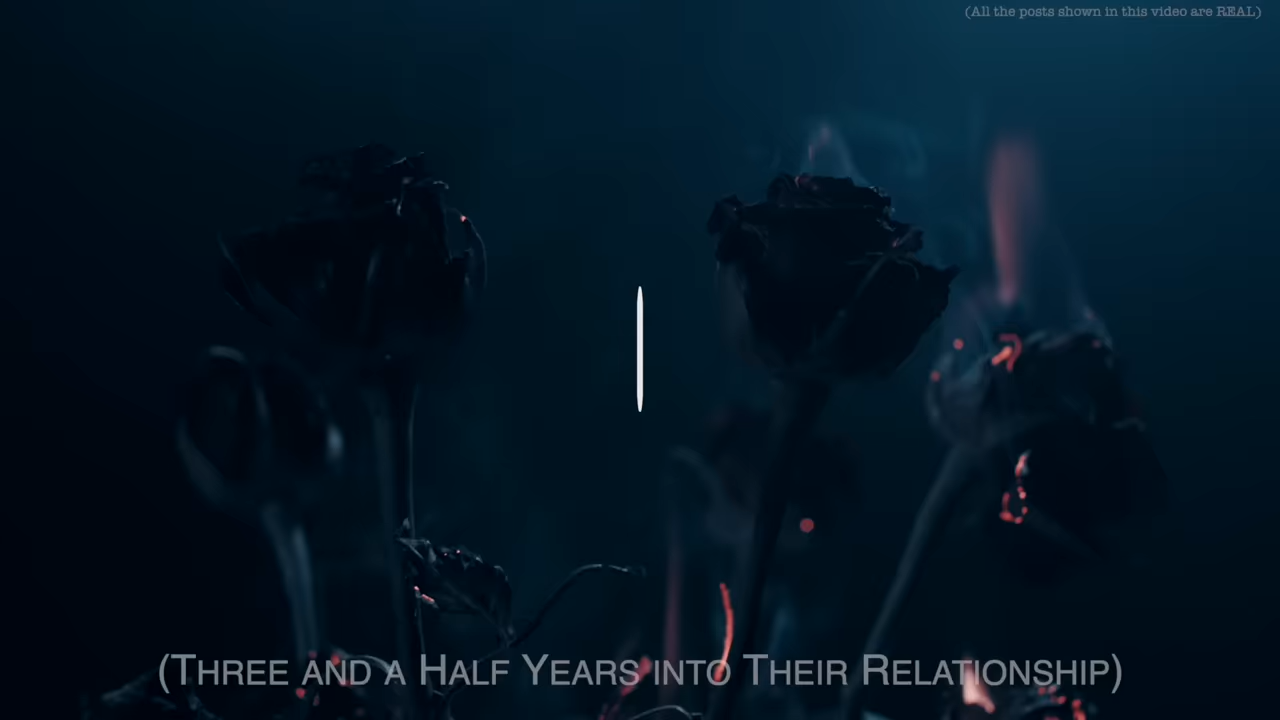 (All the posts shown in this video are REAL)
(Three and a Half Years into Their Relationship)